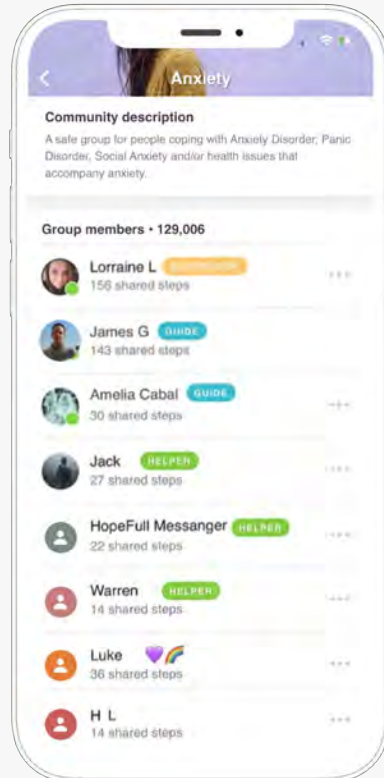 Anxiety
Community description
A safe group for people coping with Anxiety Disorder, Panic
Disorder, Social Anxiety and/or health issues that
accompany anxiety.
Group members • 129,006
Lorraine L
156 shared steps
James G GUIDE
143 shared steps
Amelia Cabal GUIDE
30 shared steps
Jack HELPER
27 shared steps
HopeFull Messanger HELPER
22 shared steps
Warren HELPER
14 shared steps
Luke 💜🌈
36 shared steps
H L
14 shared steps